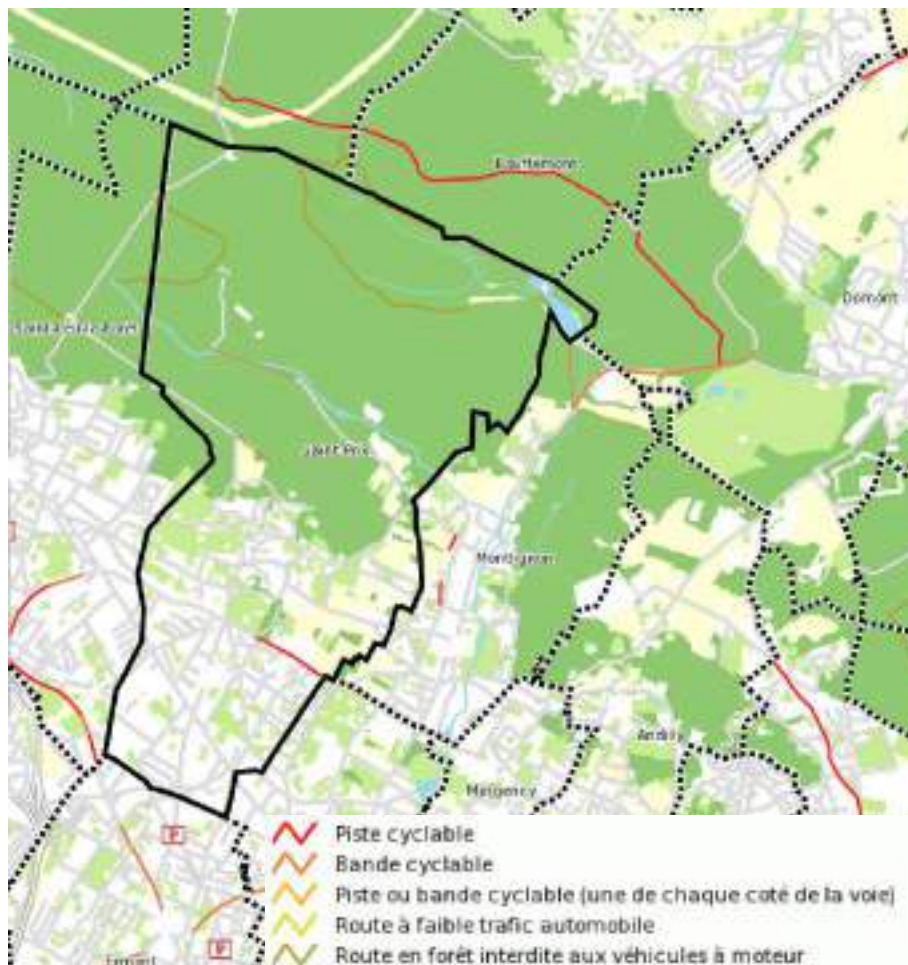 Domont
Saint Prix
Montlignon
Andilly
Margency
P
P
Piste cyclable
Bande cyclable
Piste ou bande cyclable (une de chaque coté de la voie)
Route à faible trafic automobile
Route en forêt interdite aux véhicules à moteur